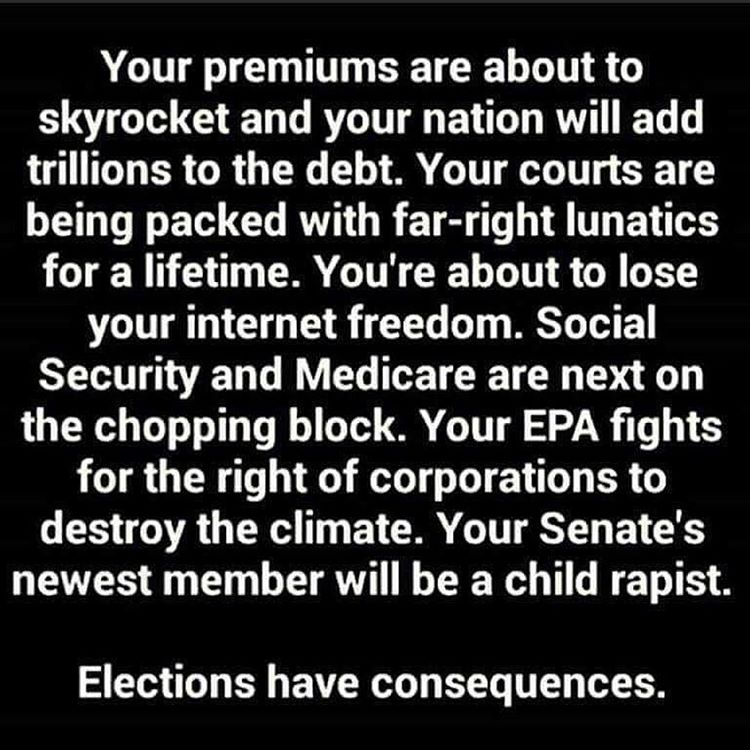 Your premiums are about to
skyrocket and your nation will add
trillions to the debt. Your courts are
being packed with far-right lunatics
for a lifetime. You're about to lose
your internet freedom. Social
Security and Medicare are next on
the chopping block. Your EPA fights
for the right of corporations to
destroy the climate. Your Senate's
newest member will be a child rapist.
Elections have consequences.